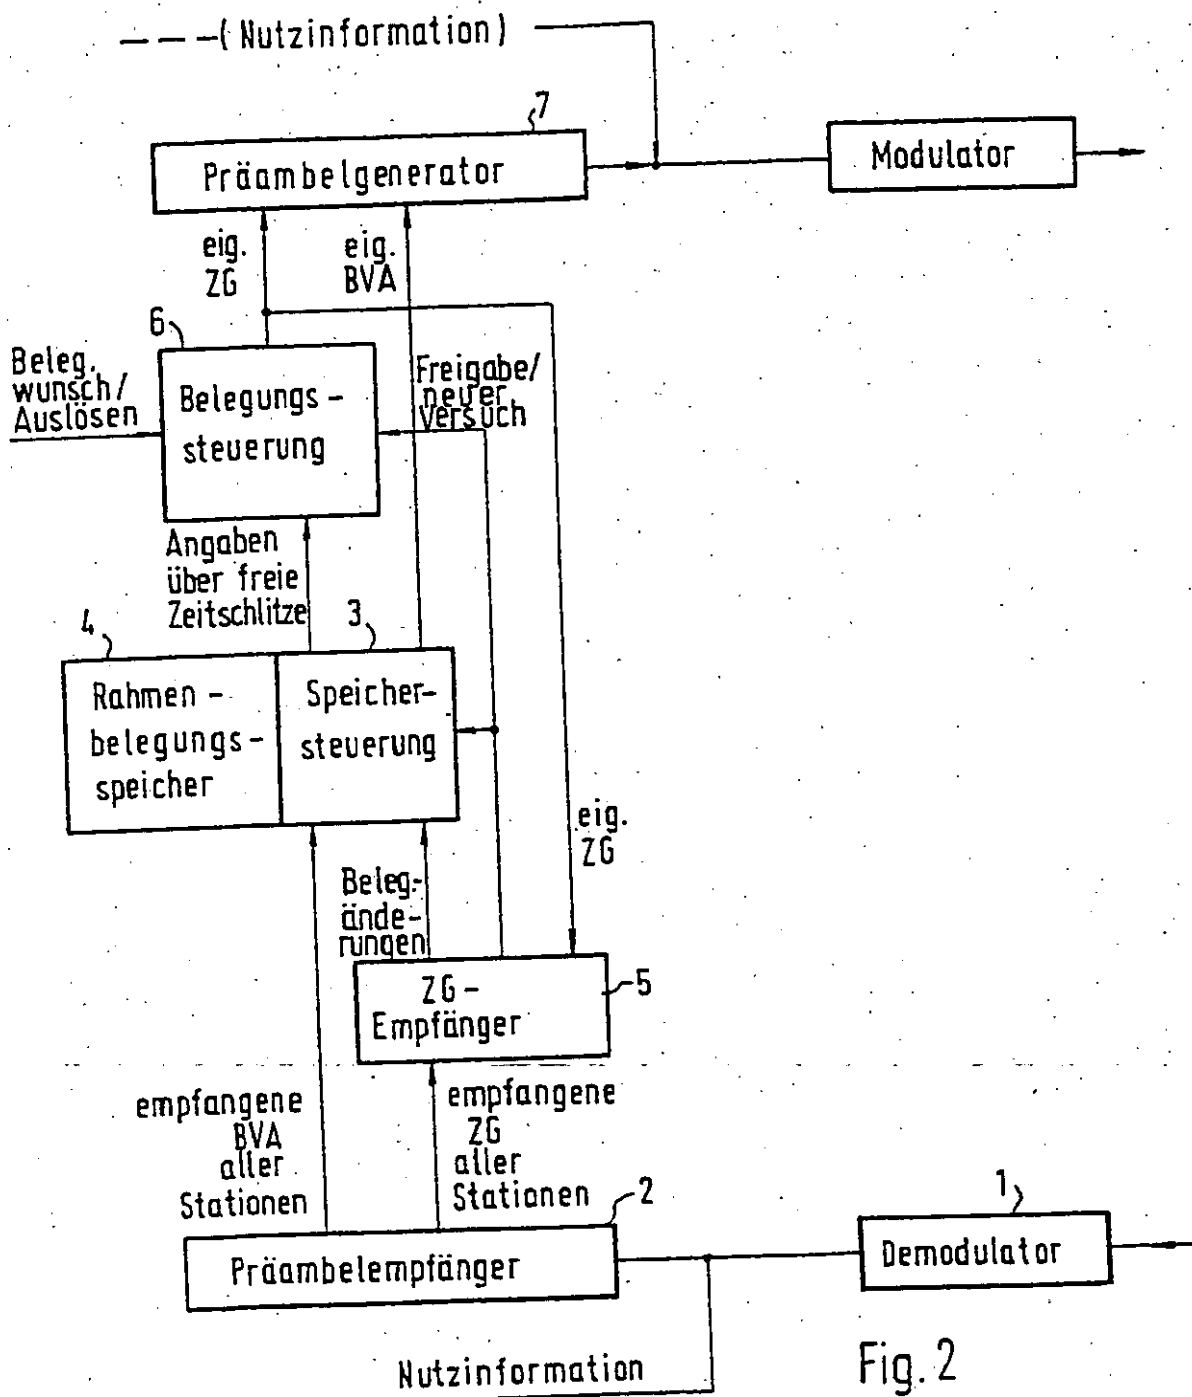 ---(Nutzinformation)
7
Präambelgenerator
Modulator
eig.
ZG
eig.
BVA
6
Beleg.
wunsch/
Auslösen
Belegungs-
steuerung
Freigabe/
neuer
Versuch
Angaben
über freie
Zeitschlitze
4
3
Rahmen-
belegungs-
speicher
Speicher-
steuerung
eig.
ZG
Beleg-
ände-
rungen
ZG-
Empfänger
5
empfangene
BVA
aller
Stationen
empfangene
ZG
aller
Stationen
2
1
Präambelempfänger
Demodulator
Nutzinformation
Fig. 2